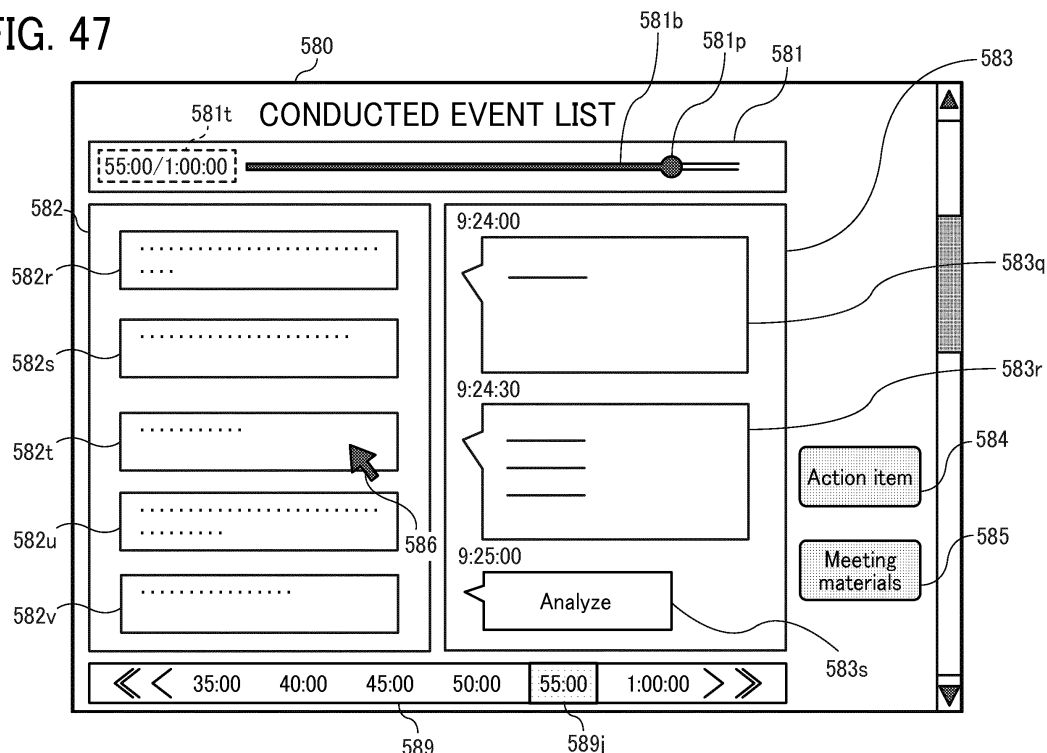 FIG. 47
580
581b
581p
581
583
581t
CONDUCTED EVENT LIST
55:00/1:00:00
582
9:24:00
582r
583q
582s
9:24:30
583r
582t
584
Action item
586
582u
585
9:25:00
Meeting
materials
Analyze
582v
583s
35:00 40:00 45:00 50:00 55:00 1:00:00
589
589j